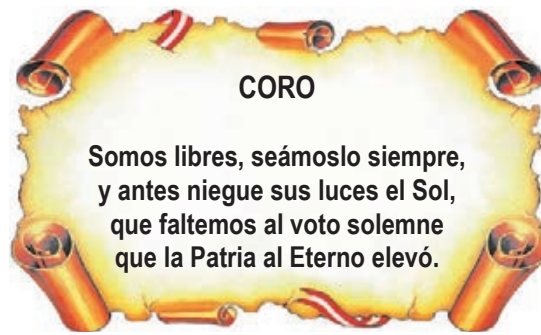 CORO
Somos libres, seámoslo siempre,
y antes niegue sus luces el Sol,
que faltemos al voto solemne
que la Patria al Eterno elevó.